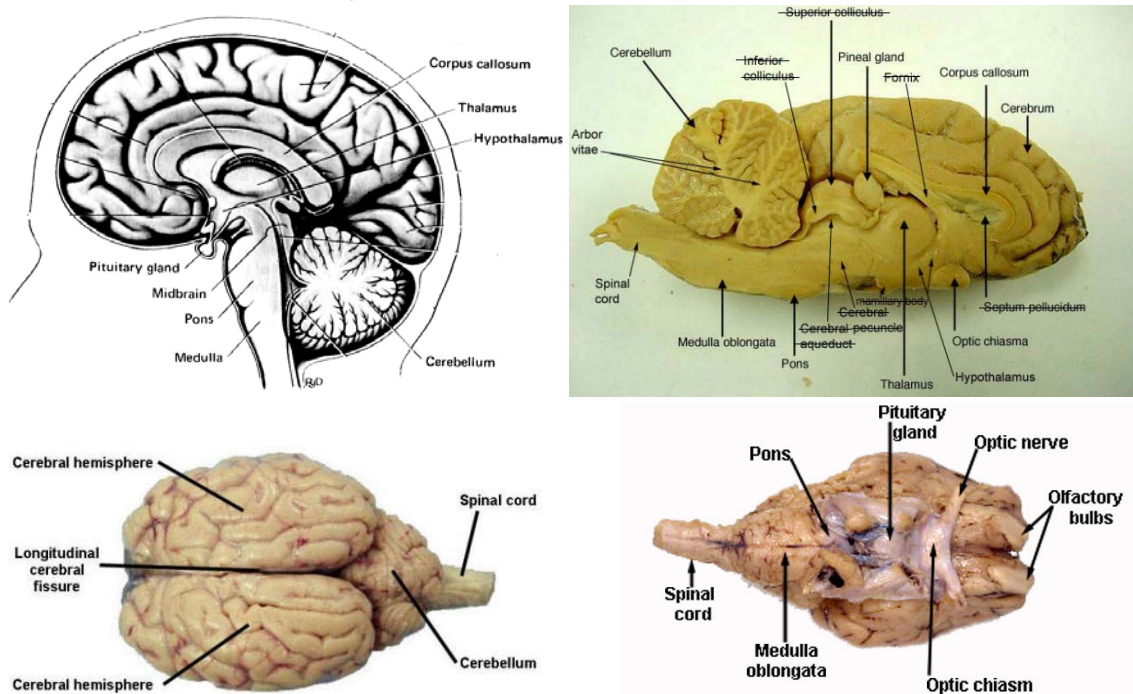 Corpus callosum
Thalamus
Hypothalamus
Pituitary gland
Midbrain
Pons
Medulla
Cerebellum
Superior colliculus
Cerebellum
Inferior
colliculus
Pineal gland
Fornix
Corpus callosum
Cerebrum
Arbor
vitae
Spinal
cord
Medulla oblongata
Pons
Cerebral
aqueduct
Cerebral
pecuncle
mamillary body
Thalamus
Hypothalamus
Optic chiasma
Septum pellucidum
Cerebral hemisphere
Longitudinal
cerebral
fissure
Cerebral hemisphere
Spinal cord
Cerebellum
Pituitary
gland
Pons
Optic nerve
Olfactory
bulbs
Spinal
cord
Medulla
oblongata
Optic chiasm